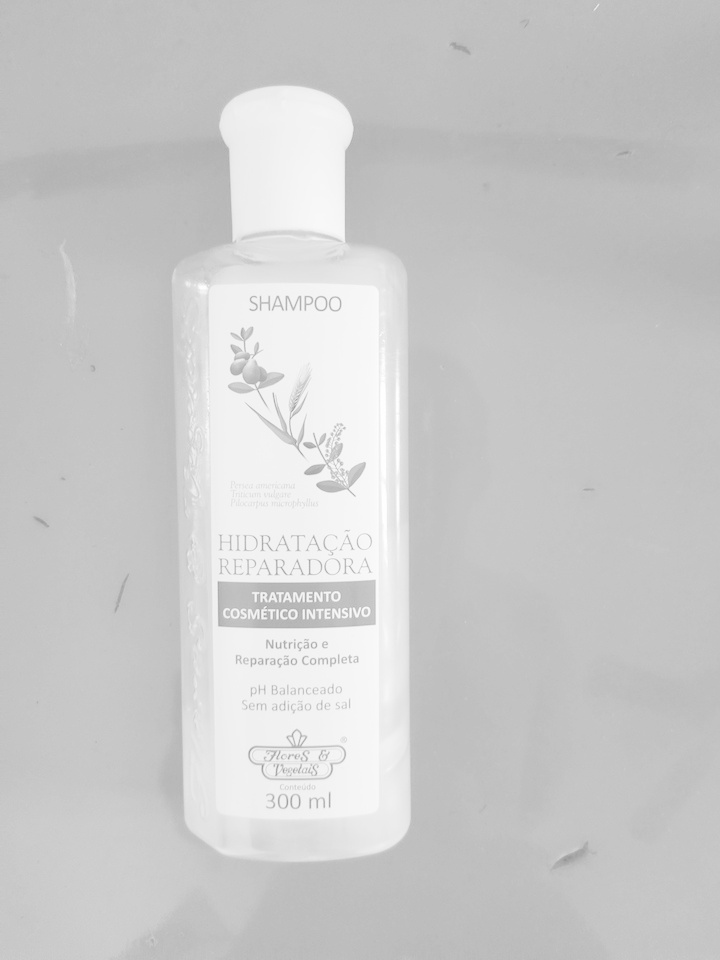 SHAMPOO
Persea americana
Triticum vulgare
Pilocarpus microphyllus
HIDRATAÇÃO
REPARADORA
TRATAMENTO
COSMÉTICO INTENSIVO
Nutrição e
Reparação Completa
pH Balanceado
Sem adição de sal
Flores &
Vegetais
®
Conteúdo
300 ml